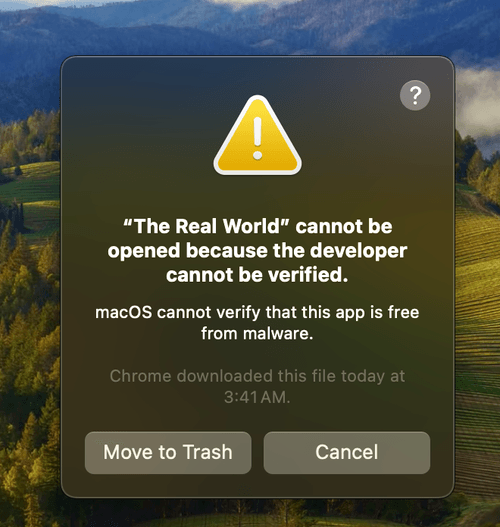 ?
“The Real World” cannot be
opened because the developer
cannot be verified.
macOS cannot verify that this app is free
from malware.
Chrome downloaded this file today at
3:41 AM.
Move to Trash
Cancel